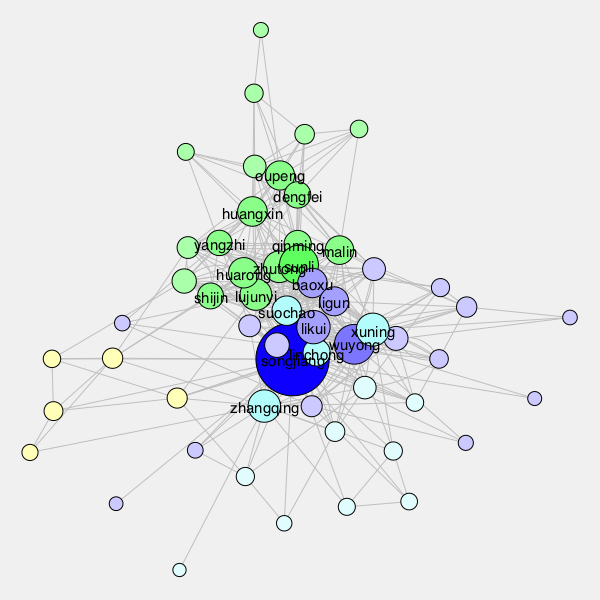 oupeng
dengfei
huangxin
yangzhi
qinming
malin
sunli
zhutong
huarong
baoxu
shijin
lujunyi
ligun
suochao
likui
xuning
wuyong
linchong
songjiang
zhangqing